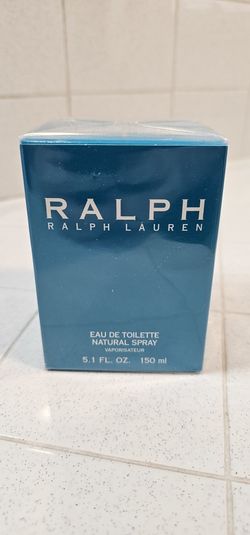 RALPH
RALPH LAUREN
EAU DE TOILETTE
NATURAL SPRAY
VAPORISATEUR
5.1 FL. OZ. 150 ml